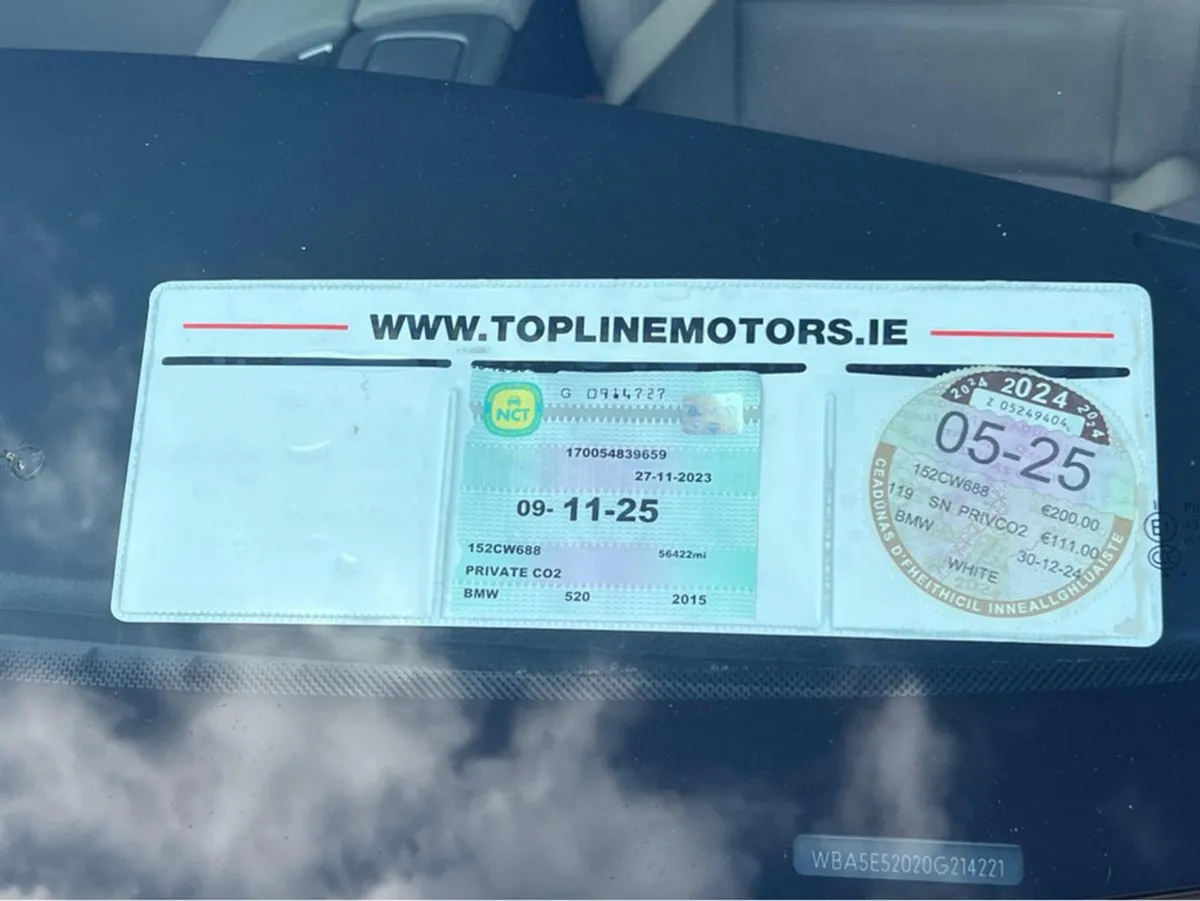 WWW.TOPLINEMOTORS.IE
NCT
G 0914727
170054839659
27-11-2023
09- 11-25
152CW688 56422mi
PRIVATE CO2
BMW 520 2015
2024 2024 2024
Z 05249404
05-25
152CW688 €200.00
119 SN PRIVCO2 €111.00
BMW 30-12-24
WHITE
CEADUNAS D'FHEITHICIL INNEALLGHLUAISTE
WBA5E52020G214221